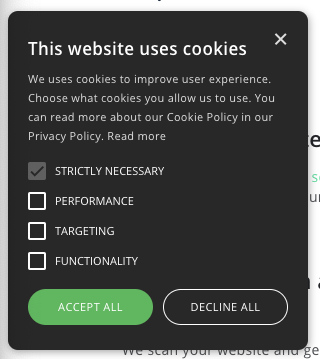 This website uses cookies
We uses cookies to improve user experience.
Choose what cookies you allow us to use. You
can read more about our Cookie Policy in our
Privacy Policy. Read more
STRICTLY NECESSARY
PERFORMANCE
TARGETING
FUNCTIONALITY
ACCEPT ALL
DECLINE ALL
We scan your website and ge